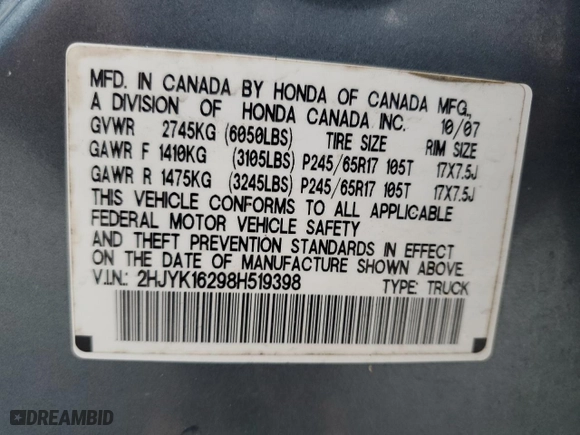 MFD. IN CANADA BY HONDA OF CANADA MFG.,
A DIVISION OF HONDA CANADA INC. 10/07
GVWR 2745KG (6050LBS) TIRE SIZE RIM SIZE
GAWR F 1410KG (3105LBS) P245/65R17 105T 17X7.5J
GAWR R 1475KG (3245LBS) P245/65R17 105T 17X7.5J
THIS VEHICLE CONFORMS TO ALL APPLICABLE
FEDERAL MOTOR VEHICLE SAFETY
AND THEFT PREVENTION STANDARDS IN EFFECT
ON THE DATE OF MANUFACTURE SHOWN ABOVE.
V.I.N.: 2HJYK16298H519398 TYPE: TRUCK
DREAMBID